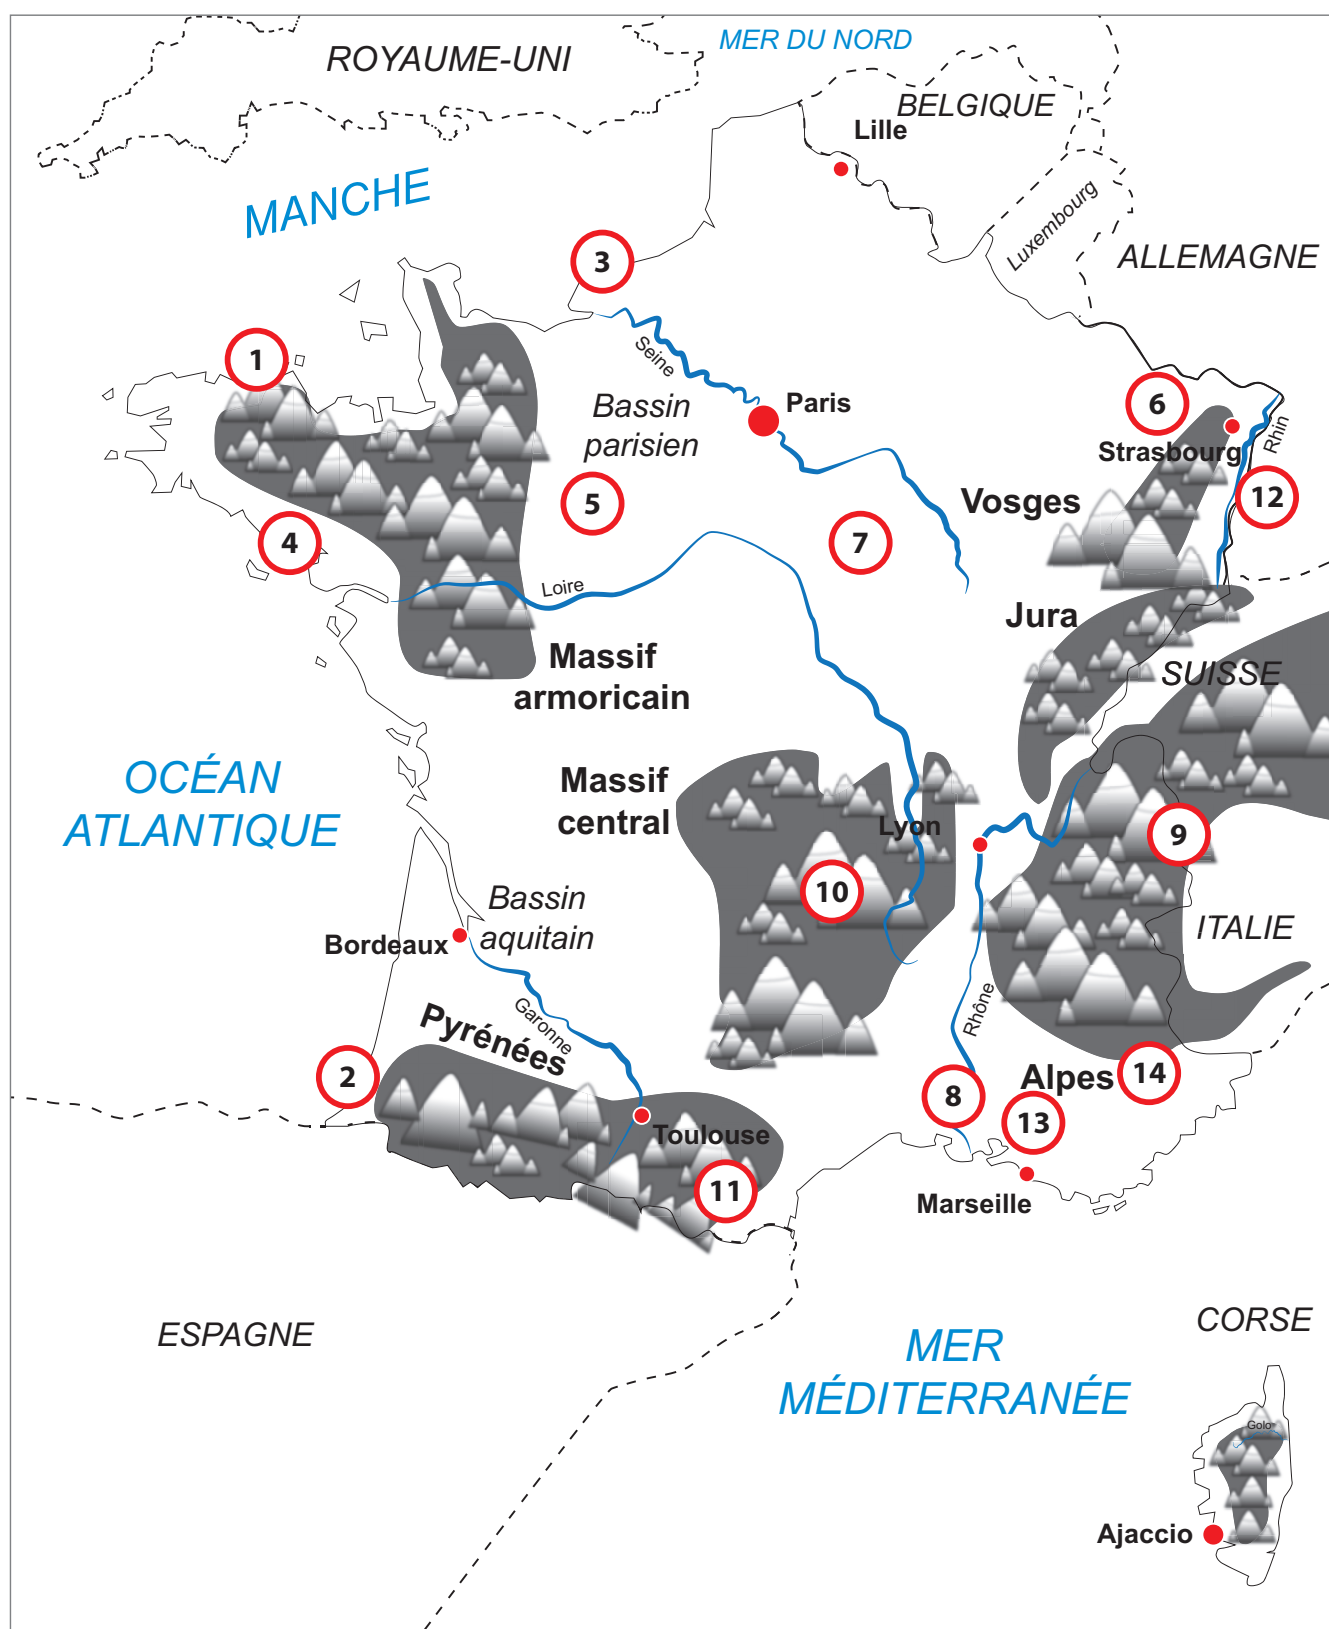 MER DU NORD
ROYAUME-UNI
BELGIQUE
Lille
MANCHE
Luxembourg
ALLEMAGNE
3
1
Seine
Bassin
parisien
Paris
6
Strasbourg
Rhin
Vosges
12
5
4
7
Loire
Jura
Massif
armoricain
SUISSE
OCÉAN
ATLANTIQUE
Massif
central
Lyon
9
10
Bassin
aquitain
Bordeaux
ITALIE
Garonne
Rhône
Pyrénées
2
8
Alpes
14
13
Toulouse
11
Marseille
ESPAGNE
MER
MÉDITERRANÉE
CORSE
Golo
Ajaccio